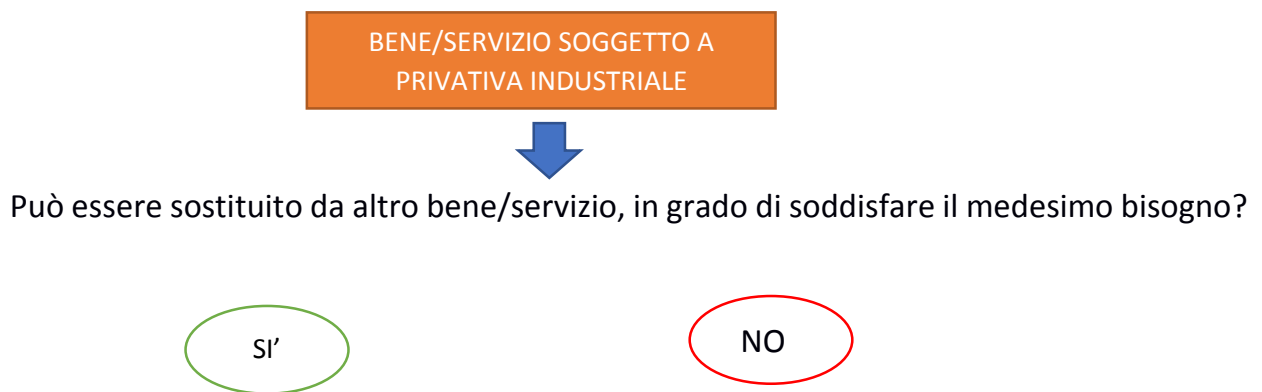 BENE/SERVIZIO SOGGETTO A
PRIVATIVA INDUSTRIALE
Può essere sostituito da altro bene/servizio, in grado di soddisfare il medesimo bisogno?
SI’
NO